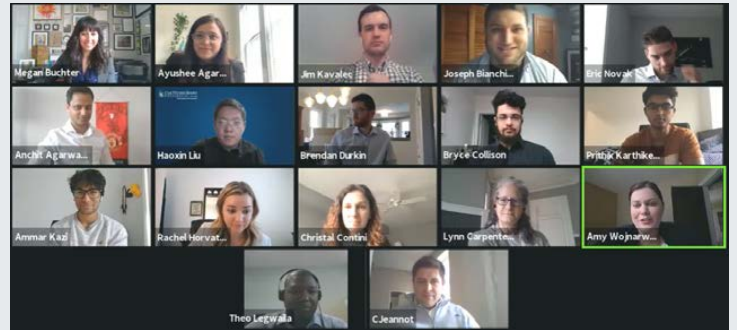 Megan Buchter
Ayushee Agar...
Jim Kavalec
Joseph Bianchi...
Eric Novak
Anchit Agarwa...
Haoxin Liu
Brendan Durkin
Bryce Collison
Prithik Karthike...
Ammar Kazi
Rachel Horvat...
Christal Contini
Lynn Carpente...
Amy Wojnarw...
Theo Legwaila
CJeannot